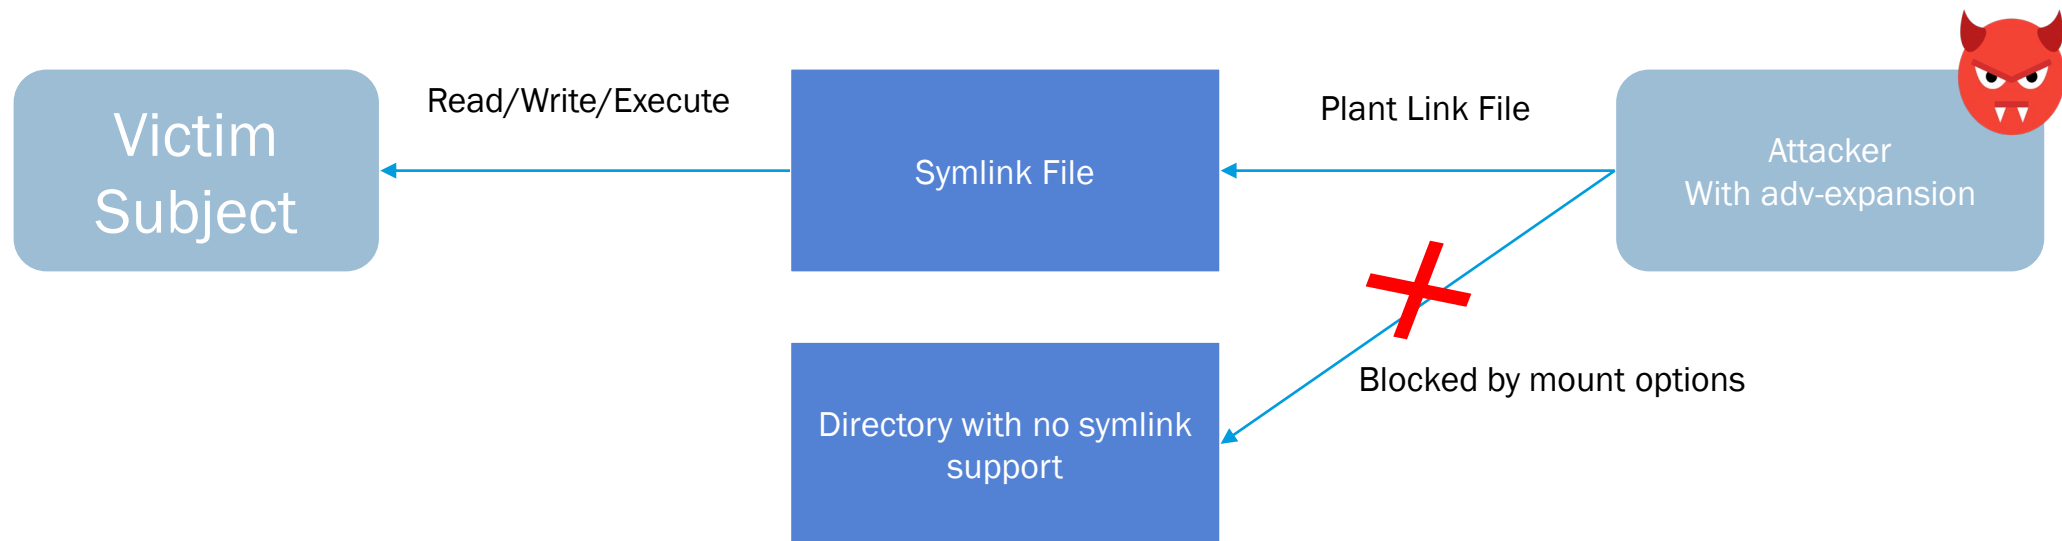 Victim
Subject
Read/Write/Execute
Symlink File
Plant Link File
Attacker
With adv-expansion
Blocked by mount options
Directory with no symlink
support